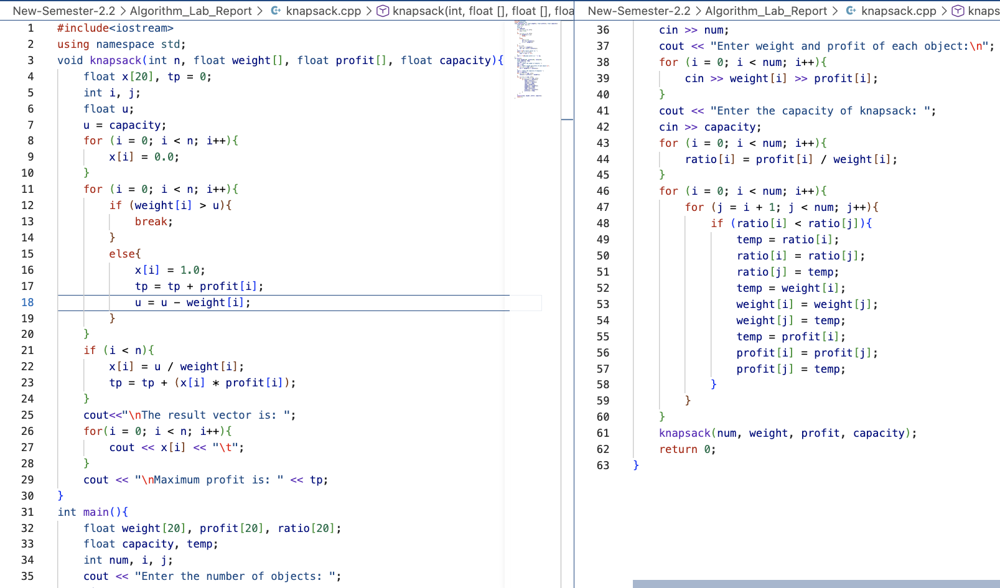 New-Semester-2.2 > Algorithm_Lab_Report > knapsack.cpp > knapsack(int, float [], float [], floa
1 #include<iostream>
2 using namespace std;
3 void knapsack(int n, float weight[], float profit[], float capacity){
4     float x[20], tp = 0;
5     int i, j;
6     float u;
7     u = capacity;
8     for (i = 0; i < n; i++){
9         x[i] = 0.0;
10     }
11     for (i = 0; i < n; i++){
12         if (weight[i] > u){
13             break;
14         }
15         else{
16             x[i] = 1.0;
17             tp = tp + profit[i];
18             u = u - weight[i];
19         }
20     }
21     if (i < n){
22         x[i] = u / weight[i];
23         tp = tp + (x[i] * profit[i]);
24     }
25     cout<<"\nThe result vector is: ";
26     for(i = 0; i < n; i++){
27         cout << x[i] << "\t";
28     }
29     cout << "\nMaximum profit is: " << tp;
30 }
31 int main(){
32     float weight[20], profit[20], ratio[20];
33     float capacity, temp;
34     int num, i, j;
35     cout << "Enter the number of objects: ";
New-Semester-2.2 > Algorithm_Lab_Report > knapsack.cpp > knaps
36     cin >> num;
37     cout << "Enter weight and profit of each object:\n";
38     for (i = 0; i < num; i++){
39         cin >> weight[i] >> profit[i];
40     }
41     cout << "Enter the capacity of knapsack: ";
42     cin >> capacity;
43     for (i = 0; i < num; i++){
44         ratio[i] = profit[i] / weight[i];
45     }
46     for (i = 0; i < num; i++){
47         for (j = i + 1; j < num; j++){
48             if (ratio[i] < ratio[j]){
49                 temp = ratio[i];
50                 ratio[i] = ratio[j];
51                 ratio[j] = temp;
52                 temp = weight[i];
53                 weight[i] = weight[j];
54                 weight[j] = temp;
55                 temp = profit[i];
56                 profit[i] = profit[j];
57                 profit[j] = temp;
58             }
59         }
60     }
61     knapsack(num, weight, profit, capacity);
62     return 0;
63 }